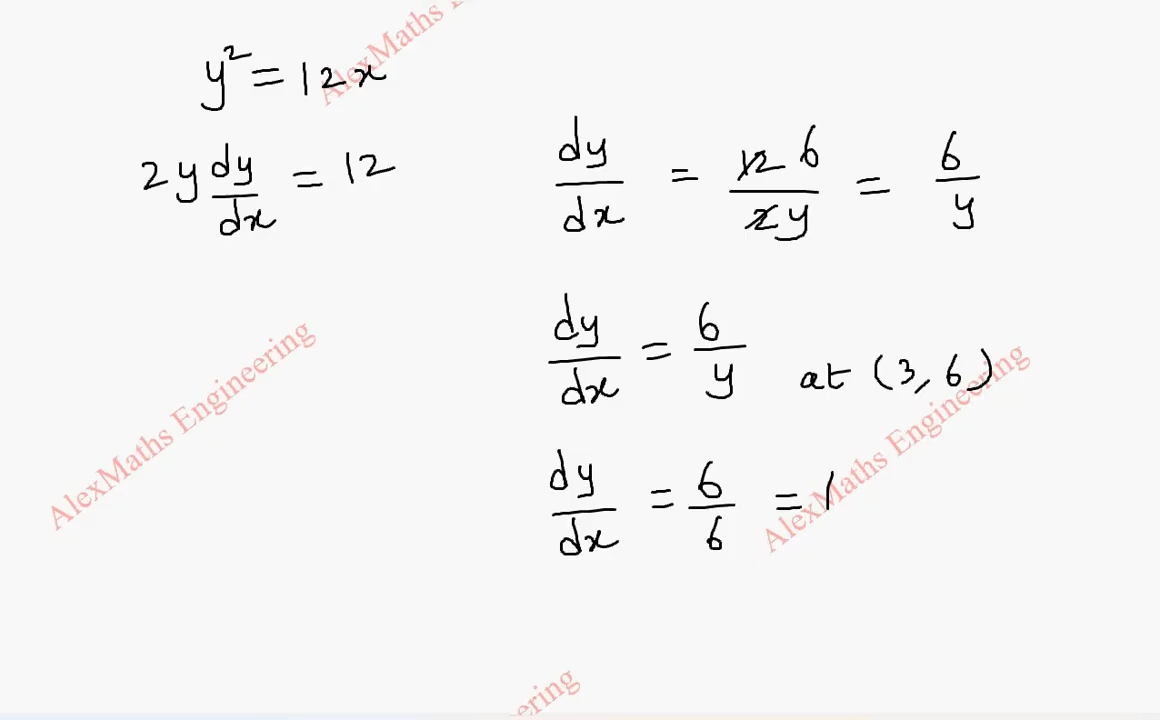 y² = 12x
2y dy/dx = 12
dy/dx = 12 6/2y = 6/y
dy/dx = 6/y at (3, 6)
dy/dx = 6/6 = 1
AlexMaths E
AlexMaths Engineering
AlexMaths Engineering
ering